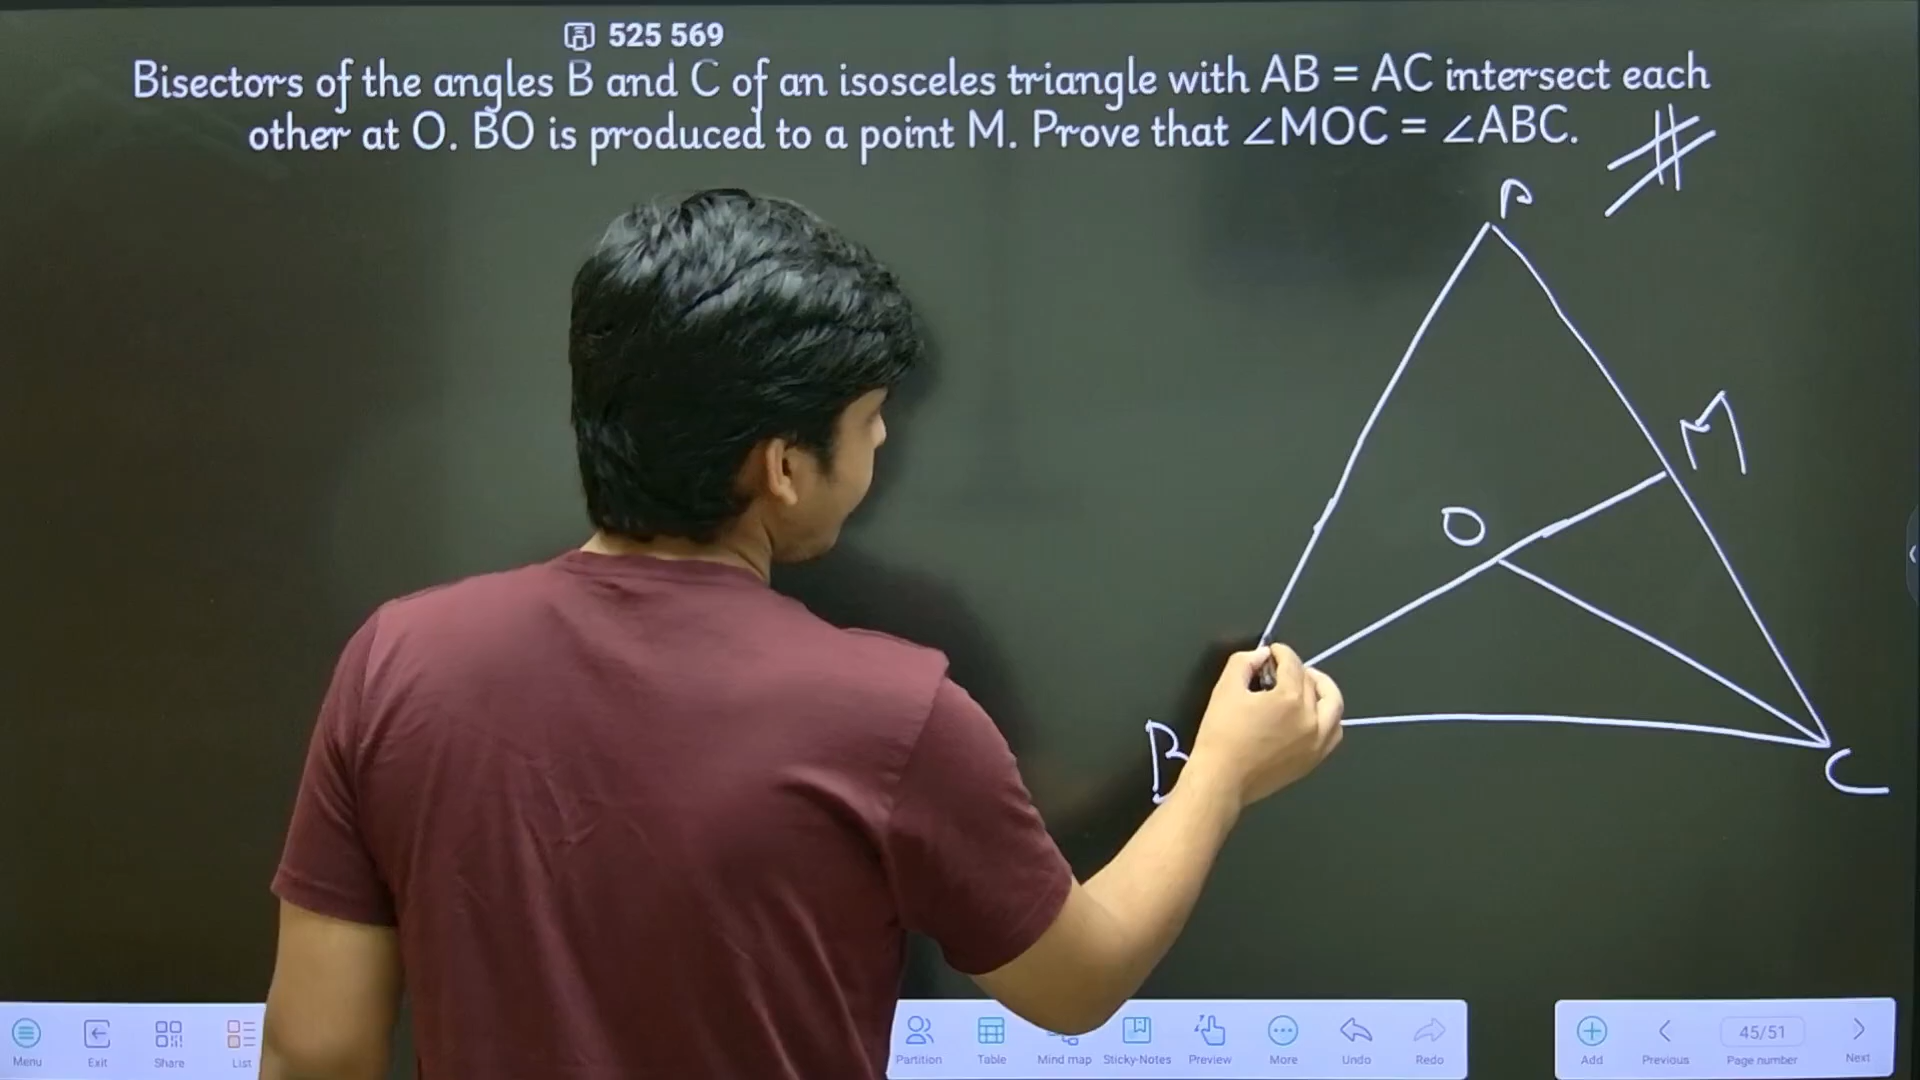 525 569
Bisectors of the angles B and C of an isosceles triangle with AB = AC intersect each
other at O. BO is produced to a point M. Prove that ∠MOC = ∠ABC.
A
M
O
B
C
Menu
Exit
Share
List
Partition
Table
Mind map
Sticky-Notes
Preview
More
Undo
Redo
Add
Previous
45/51
Page number
Next